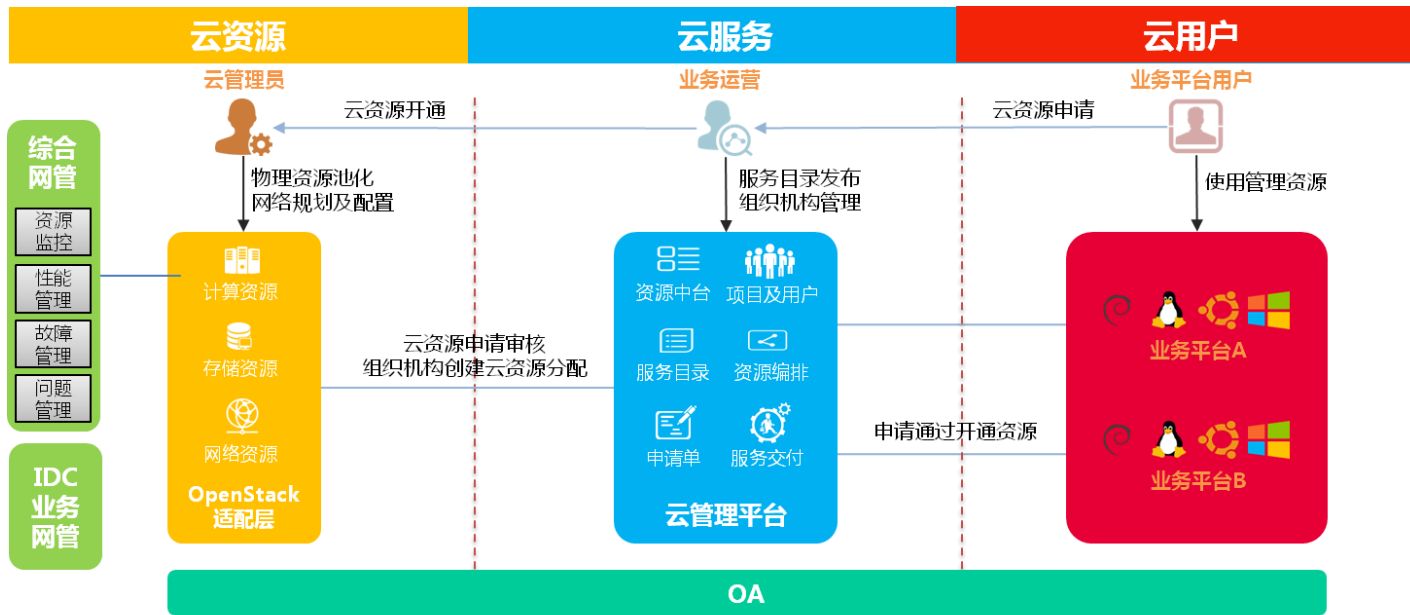 云资源
云服务
云用户
云管理员
业务运营
业务平台用户
云资源开通
云资源申请
综合
网管
资源
监控
性能
管理
故障
管理
问题
管理
IDC
业务
网管
物理资源池化
网络规划及配置
服务目录发布
组织机构管理
使用管理资源
计算资源
存储资源
网络资源
OpenStack
适配层
云资源申请审核
组织机构创建云资源分配
资源中台
项目及用户
服务目录
资源编排
申请单
服务交付
云管理平台
申请通过开通资源
业务平台A
业务平台B
OA